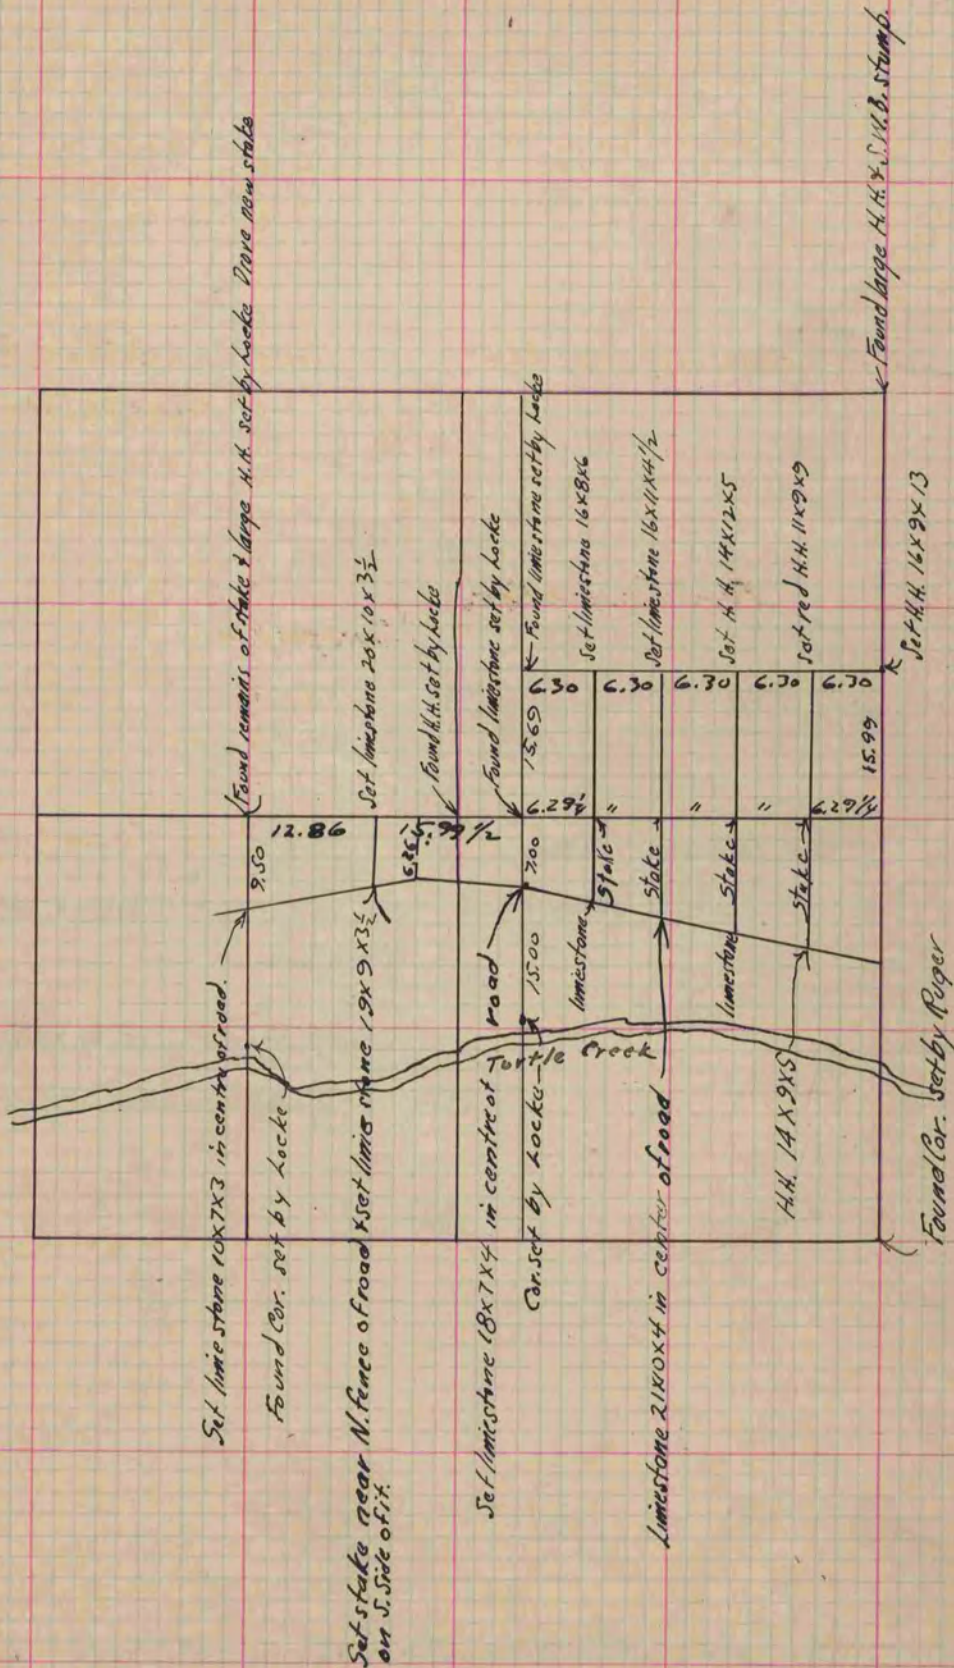 Found remains of stake & large H.H. set by Locke Drove new stake
Set limestone 20x10x3½
Found H.H. set by Locke
Found limestone set by Locke
Found limestone set by Locke
Set limestone 16x8x6
Set limestone 16x11x4½
Set H.H. 14x12x5
Set red H.H. 11x9x9
Found large H.H. & S.W.B. stump.
Set H.H. 16x9x13
12.86
15.99½
9.50
6.30
6.30
6.30
6.30
6.30
15.69
15.99
6.29¼
"
"
"
6.29¼
7.00
15.00
Stake
Stake
Stake
Stake
limestone
limestone
Turtle Creek
Set limestone 10x7x3 in centre of road.
Found Cor. set by Locke
Set stake near N. fence of road & set limestone 19x9x3½
on S. Side of it.
Set limestone 18x7x4 in centre of road
Cor. set by Locke
Limestone 21x10x4 in center of road
H.H. 14x9x5
Found Cor. set by Ruger